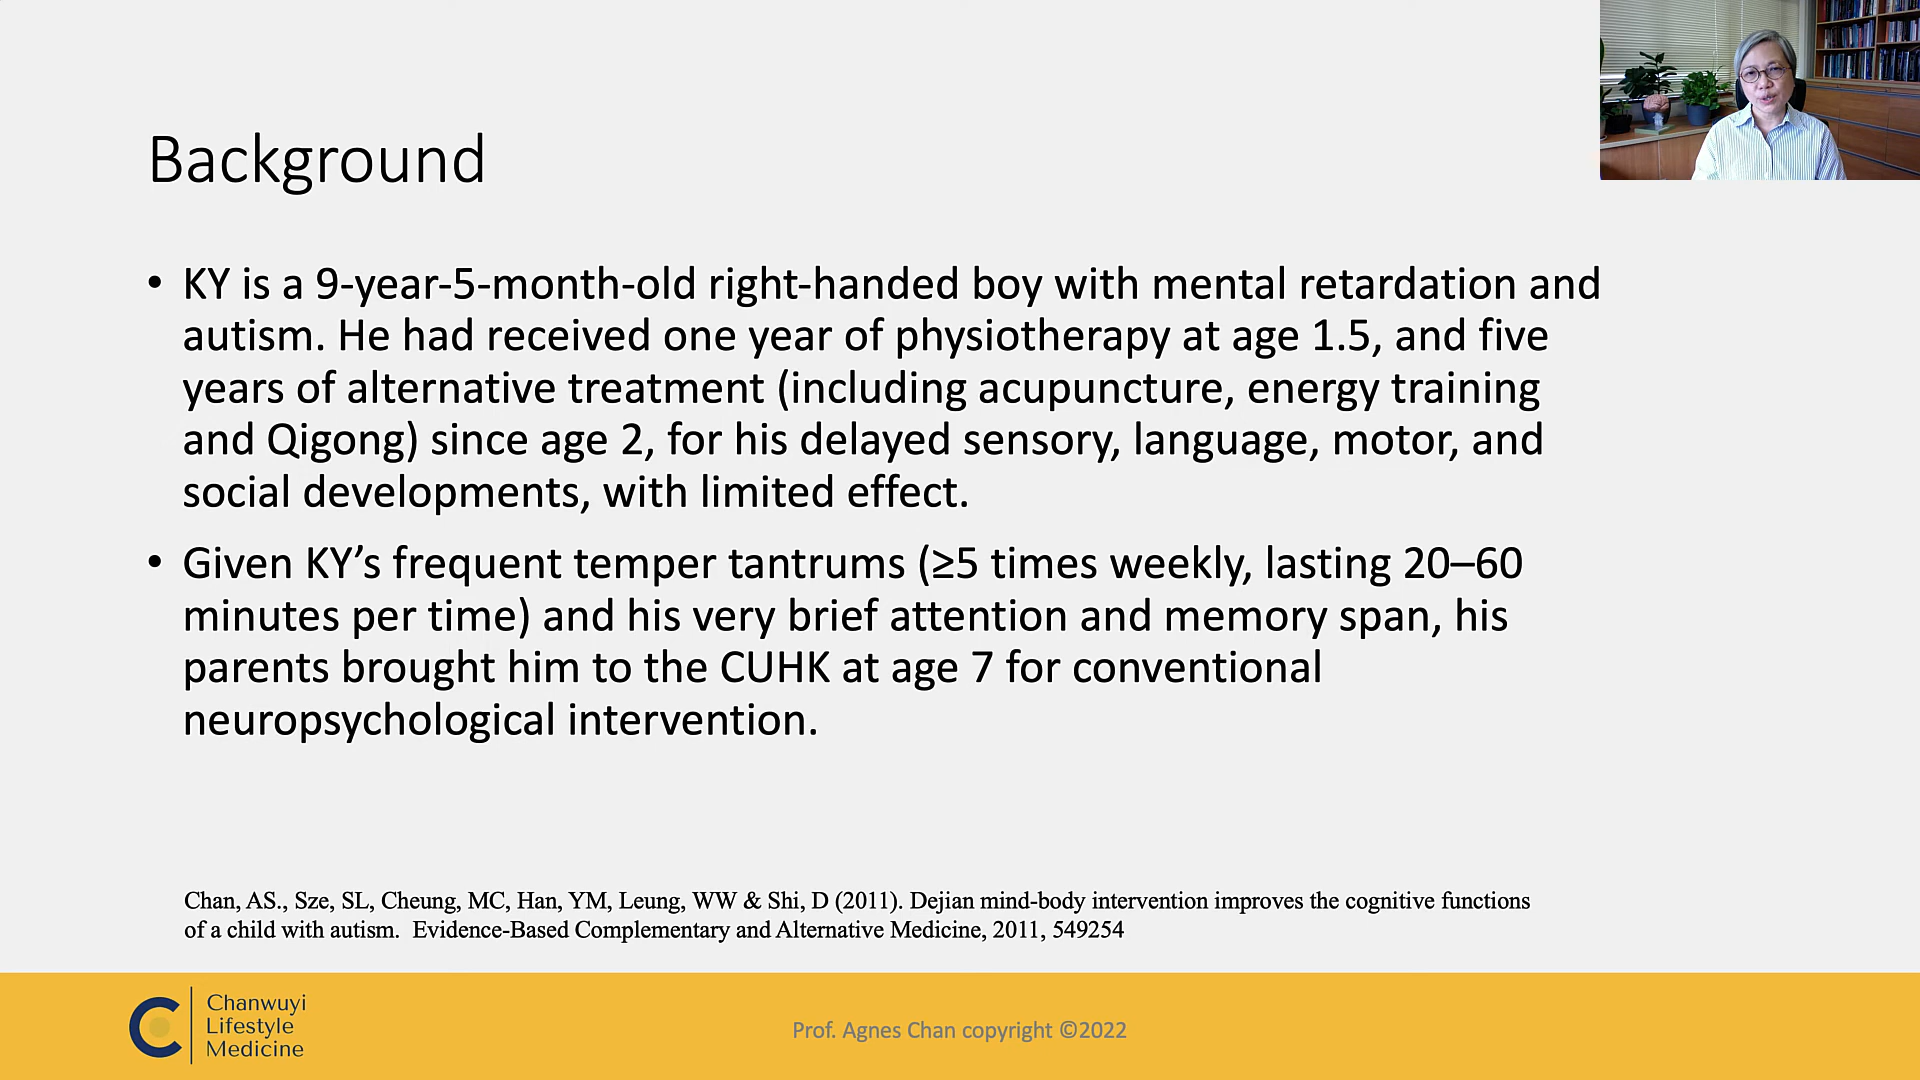 Background
• KY is a 9-year-5-month-old right-handed boy with mental retardation and
autism. He had received one year of physiotherapy at age 1.5, and five
years of alternative treatment (including acupuncture, energy training
and Qigong) since age 2, for his delayed sensory, language, motor, and
social developments, with limited effect.
• Given KY’s frequent temper tantrums (≥5 times weekly, lasting 20–60
minutes per time) and his very brief attention and memory span, his
parents brought him to the CUHK at age 7 for conventional
neuropsychological intervention.
Chan, AS., Sze, SL, Cheung, MC, Han, YM, Leung, WW & Shi, D (2011). Dejian mind-body intervention improves the cognitive functions
of a child with autism.  Evidence-Based Complementary and Alternative Medicine, 2011, 549254
Chanwuyi
Lifestyle
Medicine
Prof. Agnes Chan copyright ©2022